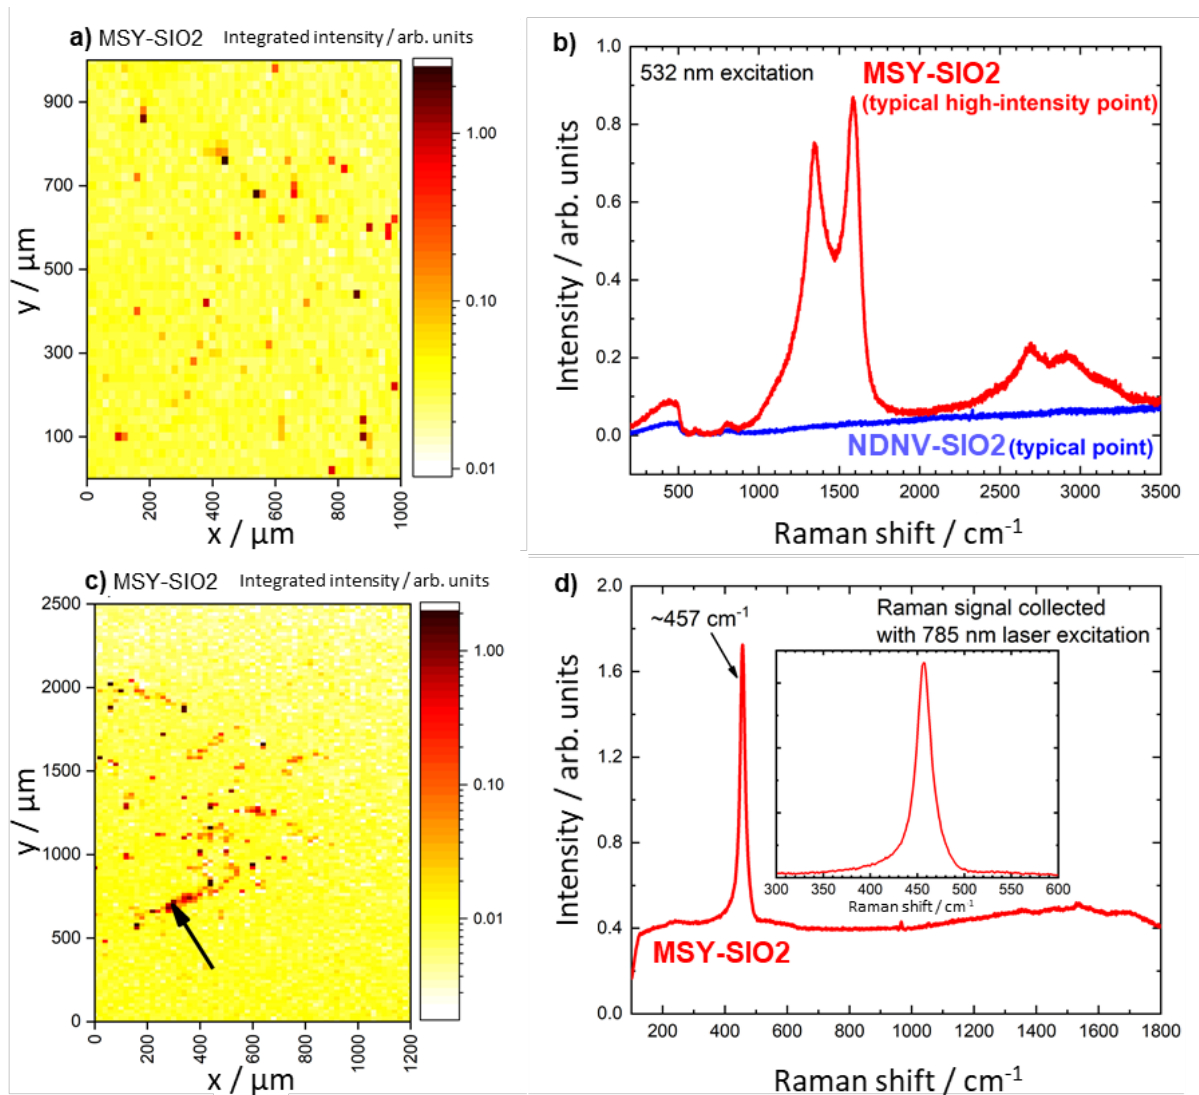 a) MSY-SIO2 Integrated intensity / arb. units
900
700
500
300
100
y / μm
0
200
400
600
800
1000
x / μm
1.00
0.10
0.01
b)
1.0
0.8
0.6
0.4
0.2
0.0
Intensity / arb. units
532 nm excitation
MSY-SIO2
(typical high-intensity point)
NDNV-SIO2 (typical point)
500 1000 1500 2000 2500 3000 3500
Raman shift / cm-1
c) MSY-SIO2 Integrated intensity / arb. units
2500
2000
1500
1000
500
0
y / μm
0
200
400
600
800
1000
1200
x / μm
1.00
0.10
0.01
d)
2.0
1.6
1.2
0.8
0.4
0.0
Intensity / arb. units
~457 cm-1
Raman signal collected
with 785 nm laser excitation
300 350 400 450 500 550 600
Raman shift / cm-1
MSY-SIO2
200 400 600 800 1000 1200 1400 1600 1800
Raman shift / cm-1